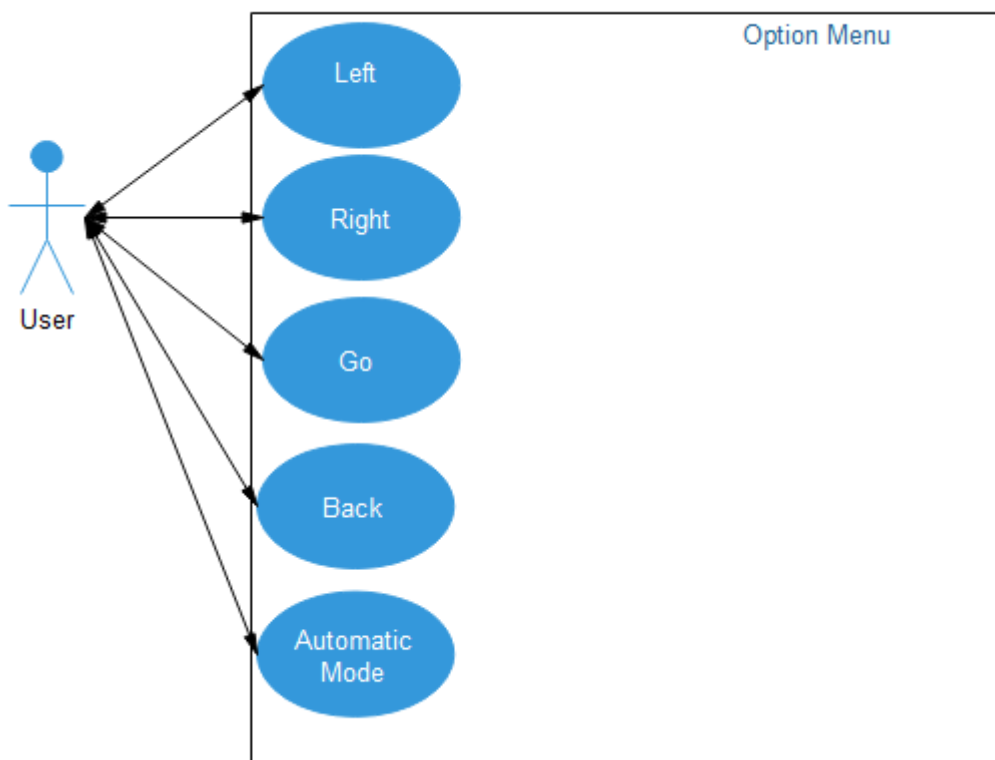 Option Menu
Left
Right
User
Go
Back
Automatic
Mode